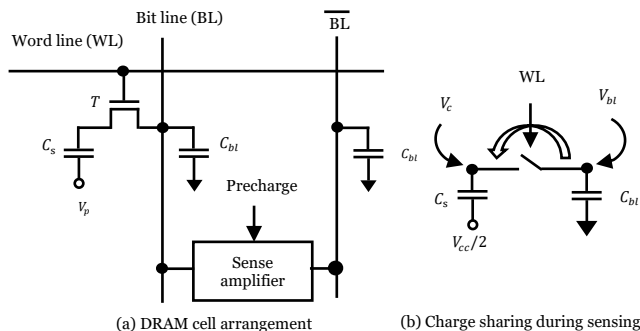 Bit line (BL)
BL
Word line (WL)
T
C_s
C_bl
C_bl
V_p
Precharge
Sense
amplifier
(a) DRAM cell arrangement
WL
V_c
V_bl
C_s
C_bl
V_cc/2
(b) Charge sharing during sensing